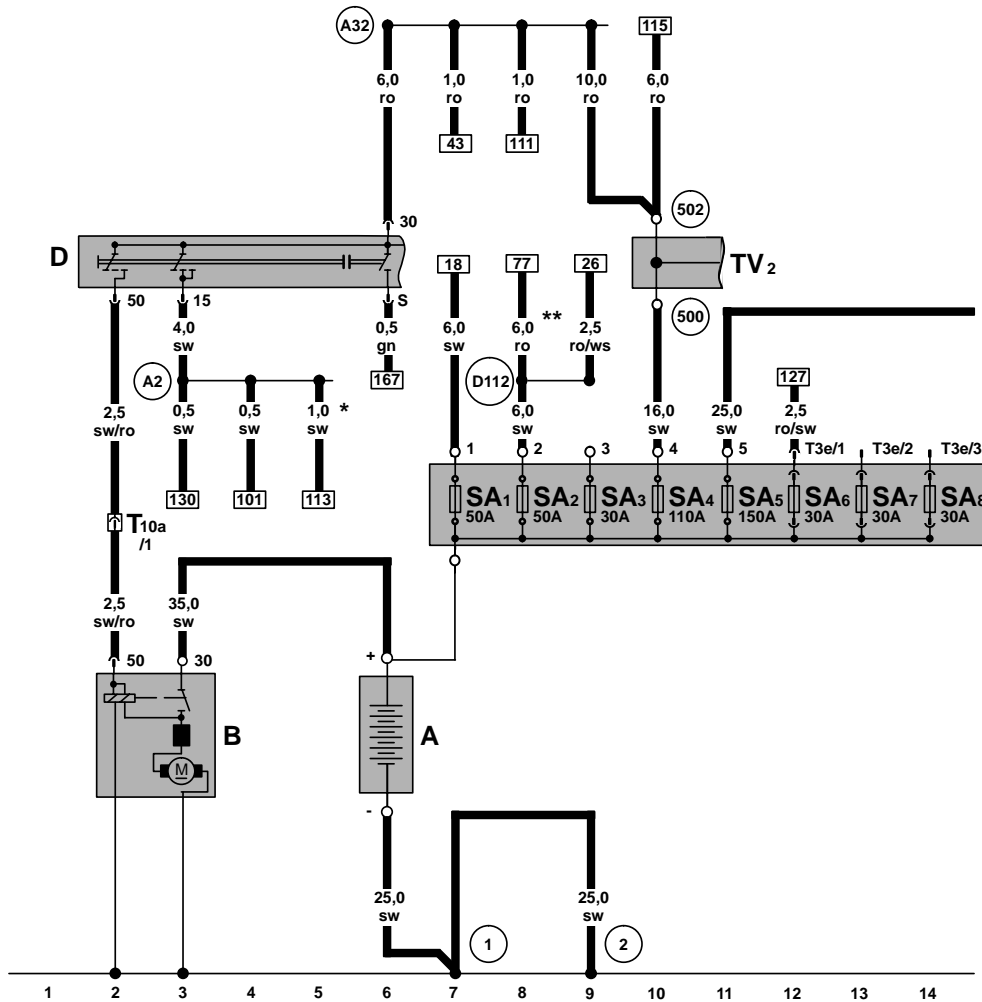 A32
115
6,0 1,0 1,0 10,0 6,0
ro ro ro ro ro
43 111
30 502
D
TV 2
18 77 26
50 15 S
500
4,0 0,5 6,0 6,0 ** 2,5
sw gn sw ro ro/ws
A2 167 D112 127
2,5 0,5 0,5 1,0 * 6,0 16,0 25,0 2,5
sw/ro sw sw sw sw sw sw ro/sw
1 2 3 4 5 T3e/1 T3e/2 T3e/3
130 101 113
SA1 SA2 SA3 SA4 SA5 SA6 SA7 SA8
50A 50A 30A 110A 150A 30A 30A 30A
T10a
/1
2,5 35,0
sw/ro sw
50 30 +
B A
M
-
25,0 25,0
sw sw
1 2
1 2 3 4 5 6 7 8 9 10 11 12 13 14